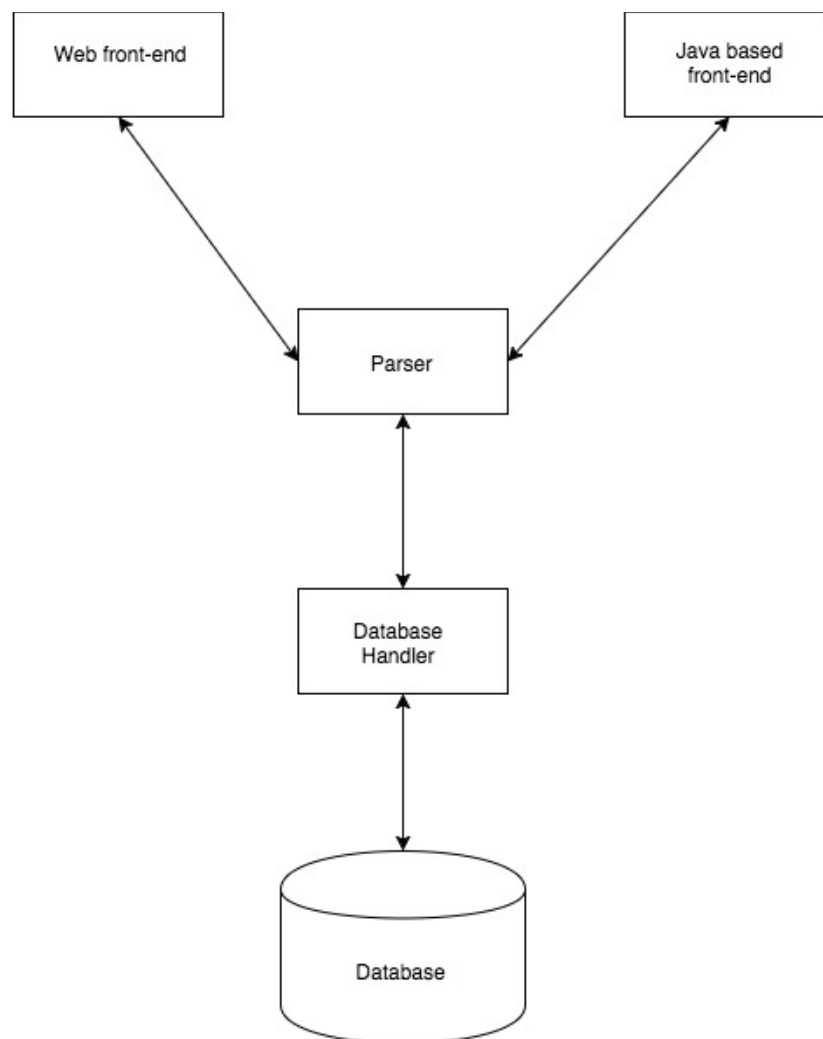 Web front-end
Java based
front-end
Parser
Database
Handler
Database